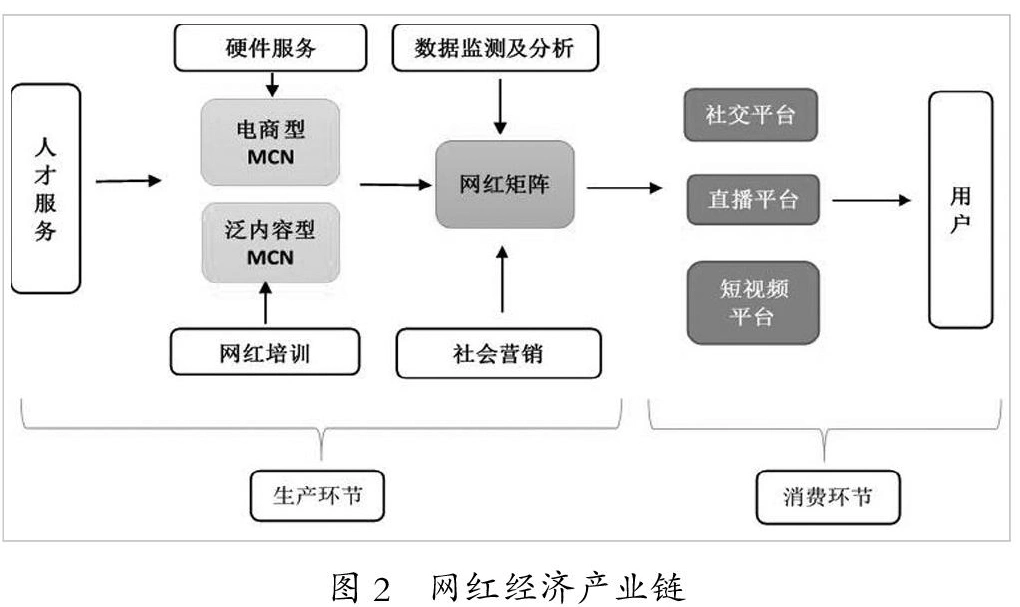 硬件服务
数据监测及分析
人才服务
电商型
MCN
泛内容型
MCN
网红矩阵
社交平台
直播平台
短视频
平台
用户
网红培训
社会营销
生产环节
消费环节
图2 网红经济产业链